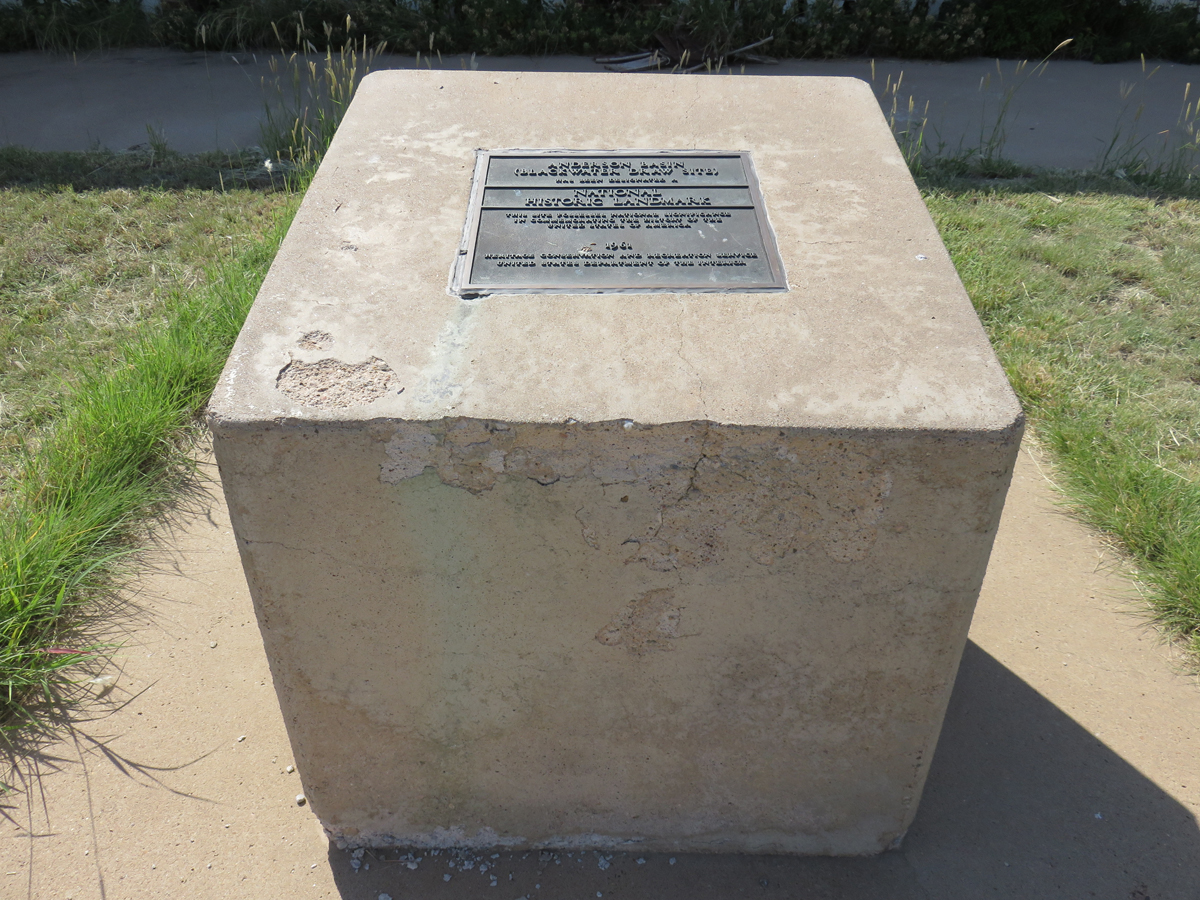 ANDERSON BASIN
(BLACKWATER DRAW SITE)
HAS BEEN DESIGNATED A
NATIONAL
HISTORIC LANDMARK
THIS SITE POSSESSES NATIONAL SIGNIFICANCE
IN COMMEMORATING THE HISTORY OF THE
UNITED STATES OF AMERICA
1961
HERITAGE CONSERVATION AND RECREATION SERVICE
UNITED STATES DEPARTMENT OF THE INTERIOR